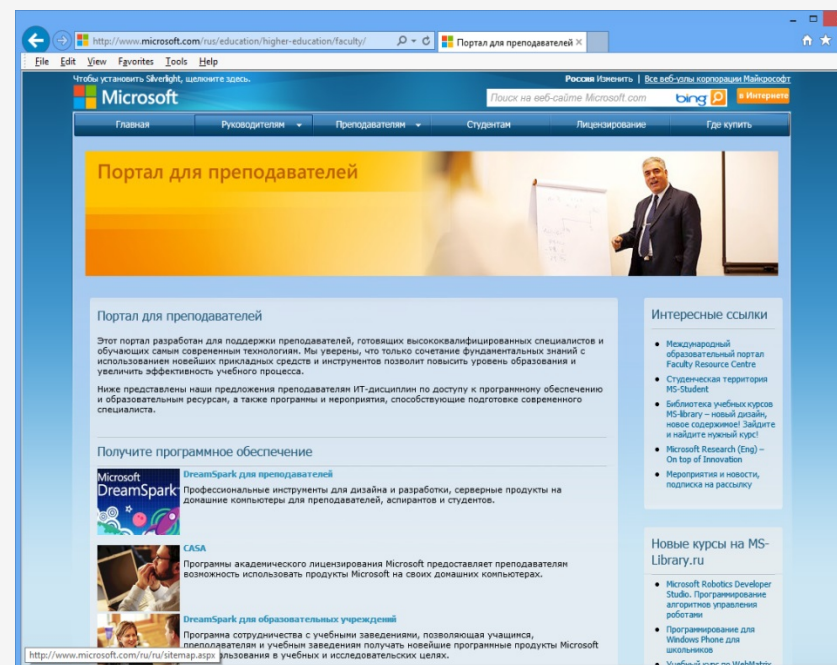 http://www.microsoft.com/rus/education/higher-education/faculty/
Портал для преподавателей ×
File Edit View Favorites Tools Help
Чтобы установить Silverlight, щелкните здесь.
Россия Изменить | Все веб-узлы корпорации Майкрософт
Microsoft
Поиск на веб-сайте Microsoft.com
bing
в Интернете
Главная Руководителям Преподавателям Студентам Лицензирование Где купить
Портал для преподавателей
Портал для преподавателей
Этот портал разработан для поддержки преподавателей, готовящих высококвалифицированных специалистов и
обучающих самым современным технологиям. Мы уверены, что только сочетание фундаментальных знаний с
использованием новейших прикладных средств и инструментов позволит повысить уровень образования и
увеличить эффективность учебного процесса.
Ниже представлены наши предложения преподавателям ИТ-дисциплин по доступу к программному обеспечению
и образовательным ресурсам, а также программы и мероприятия, способствующие подготовке современного
специалиста.
Получите программное обеспечение
Microsoft
DreamSpark
DreamSpark для преподавателей
Профессиональные инструменты для дизайна и разработки, серверные продукты на
домашние компьютеры для преподавателей, аспирантов и студентов.
CASA
Программы академического лицензирования Microsoft предоставляет преподавателям
возможность использовать продукты Microsoft на своих домашних компьютерах.
DreamSpark для образовательных учреждений
Программа сотрудничества с учебными заведениями, позволяющая учащимся,
преподавателям и учебным заведениям получать новейшие программные продукты Microsoft
использования в учебных и исследовательских целях.
http://www.microsoft.com/ru/ru/sitemap.aspx
Интересные ссылки
Международный
образовательный портал
Faculty Resource Centre
Студенческая территория
MS-Student
Библиотека учебных курсов
MS-library – новый дизайн,
новое содержимое! Зайдите
и найдите нужный курс!
Microsoft Research (Eng) –
On top of Innovation
Мероприятия и новости,
подписка на рассылку
Новые курсы на MS-
Library.ru
Microsoft Robotics Developer
Studio. Программирование
алгоритмов управления
роботами
Программирование для
Windows Phone для
школьников
Учебный курс по WebMatrix